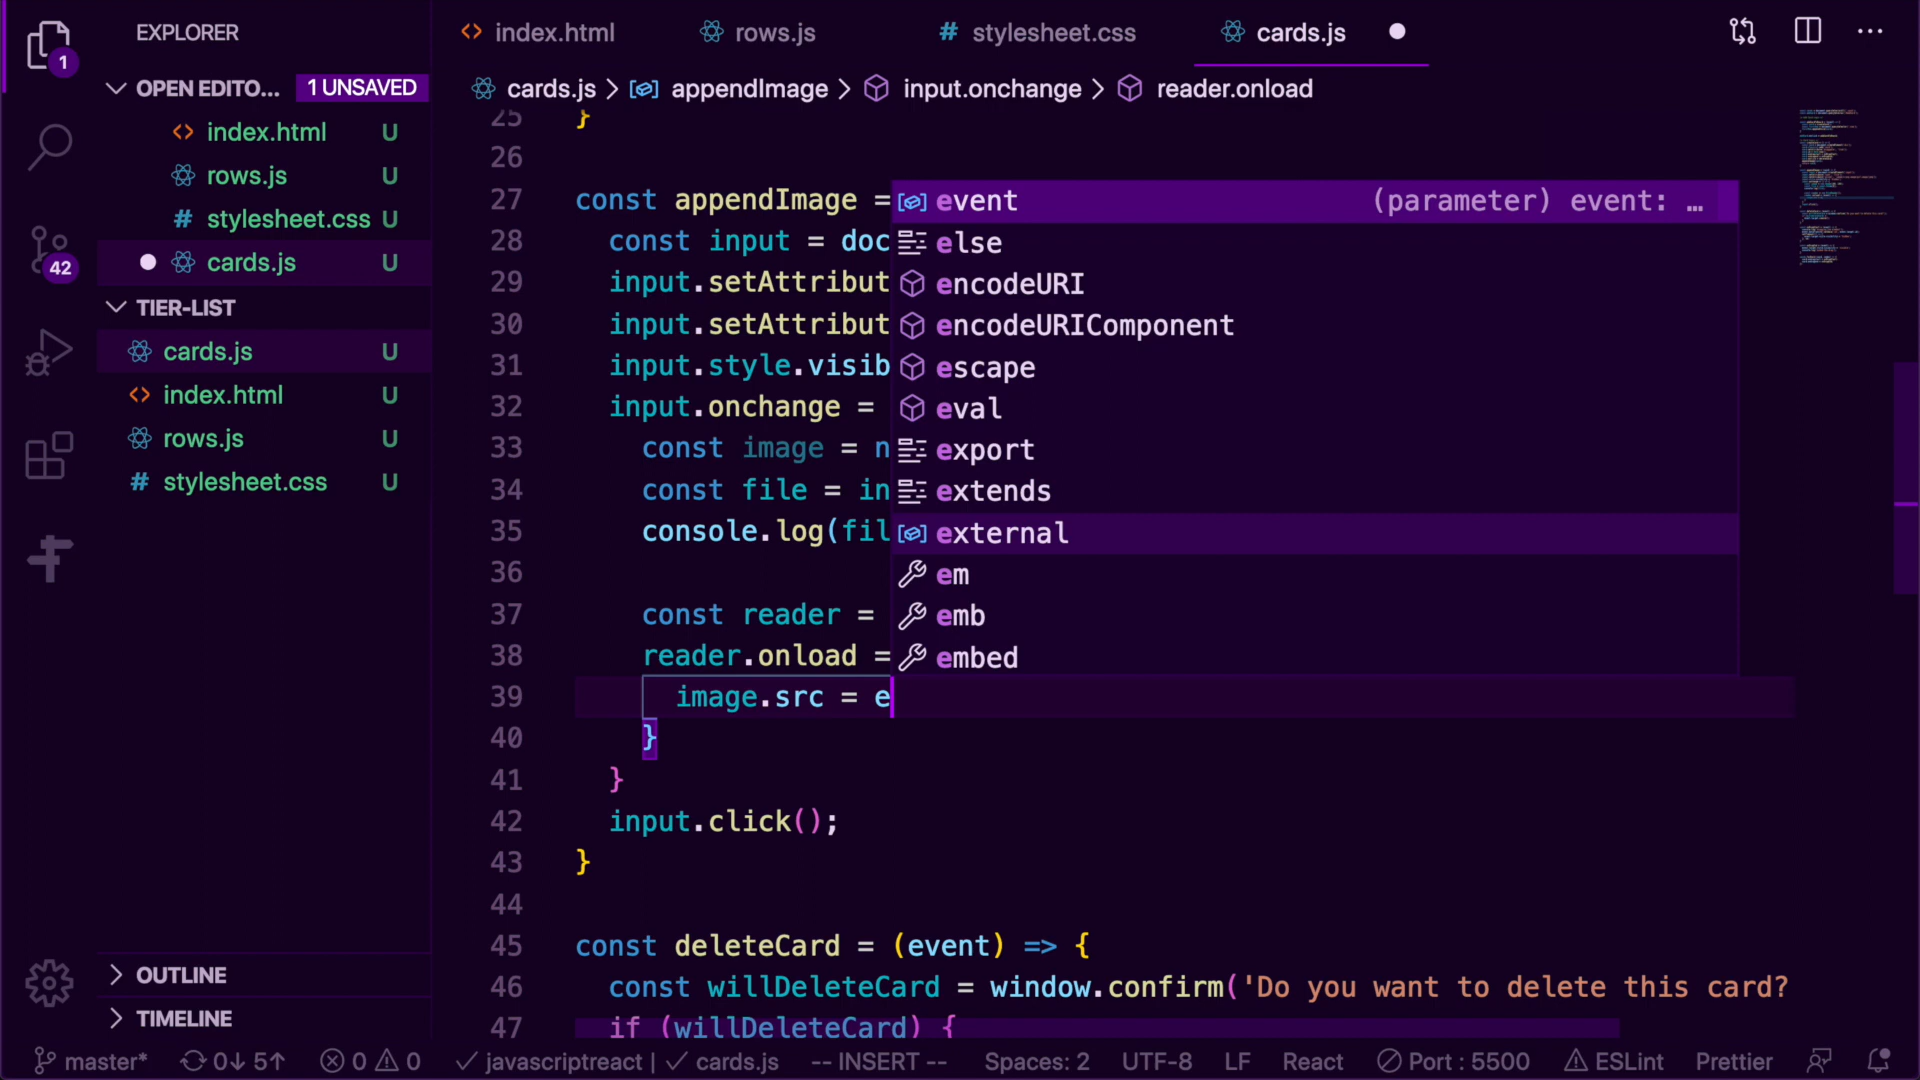 EXPLORER
1
OPEN EDITO... 1 UNSAVED
index.html U
rows.js U
stylesheet.css U
cards.js U
42
TIER-LIST
cards.js U
index.html U
rows.js U
stylesheet.css U
OUTLINE
TIMELINE
index.html rows.js stylesheet.css cards.js
cards.js > appendImage > input.onchange > reader.onload
25 }
26
27 const appendImage =
28 const input = doc
29 input.setAttribut
30 input.setAttribut
31 input.style.visib
32 input.onchange =
33 const image = n
34 const file = in
35 console.log(fil
36
37 const reader =
38 reader.onload =
39 image.src = e
40 }
41 }
42 input.click();
43 }
44
45 const deleteCard = (event) => {
46 const willDeleteCard = window.confirm('Do you want to delete this card?
47 if (willDeleteCard) {
event (parameter) event: …
else
encodeURI
encodeURIComponent
escape
eval
export
extends
external
em
emb
embed
master* 0↓ 5↑ 0 0 javascriptreact | cards.js -- INSERT -- Spaces: 2 UTF-8 LF React Port : 5500 ESLint Prettier